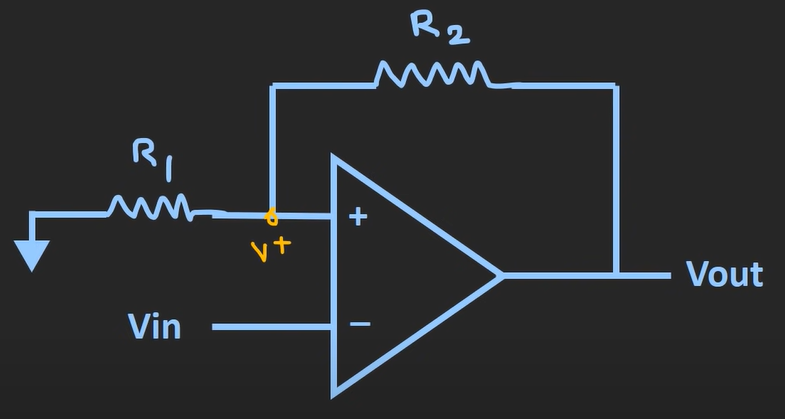 R2
R1
+
V+
Vout
Vin
−